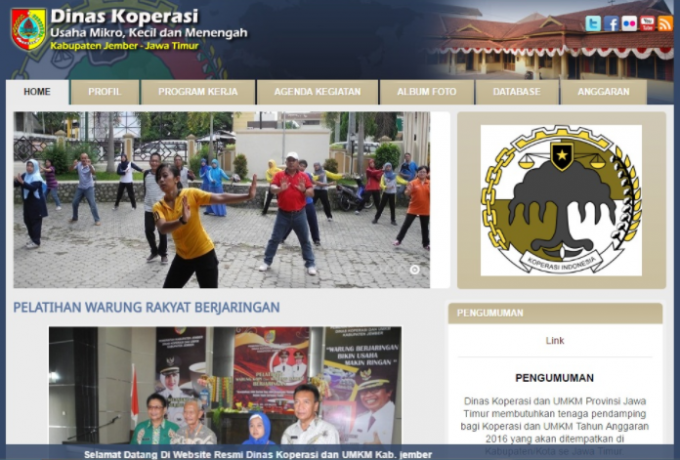 Dinas Koperasi
Usaha Mikro, Kecil dan Menengah
Kabupaten Jember - Jawa Timur
HOME
PROFIL
PROGRAM KERJA
AGENDA KEGIATAN
ALBUM FOTO
DATABASE
ANGGARAN
KOPERASI INDONESIA
PELATIHAN WARUNG RAKYAT BERJARINGAN
WARUNG BERJARINGAN
BIKIN USAHA
MAKIN RINGAN
PENGUMUMAN
Link
PENGUMUMAN
Dinas Koperasi dan UMKM Provinsi Jawa
Timur membutuhkan tenaga pendamping
bagi Koperasi dan UMKM Tahun Anggaran
2016 yang akan ditempatkan di
Kabupaten/Kota se Jawa Timur
Selamat Datang Di Website Resmi Dinas Koperasi dan UMKM Kab. jember